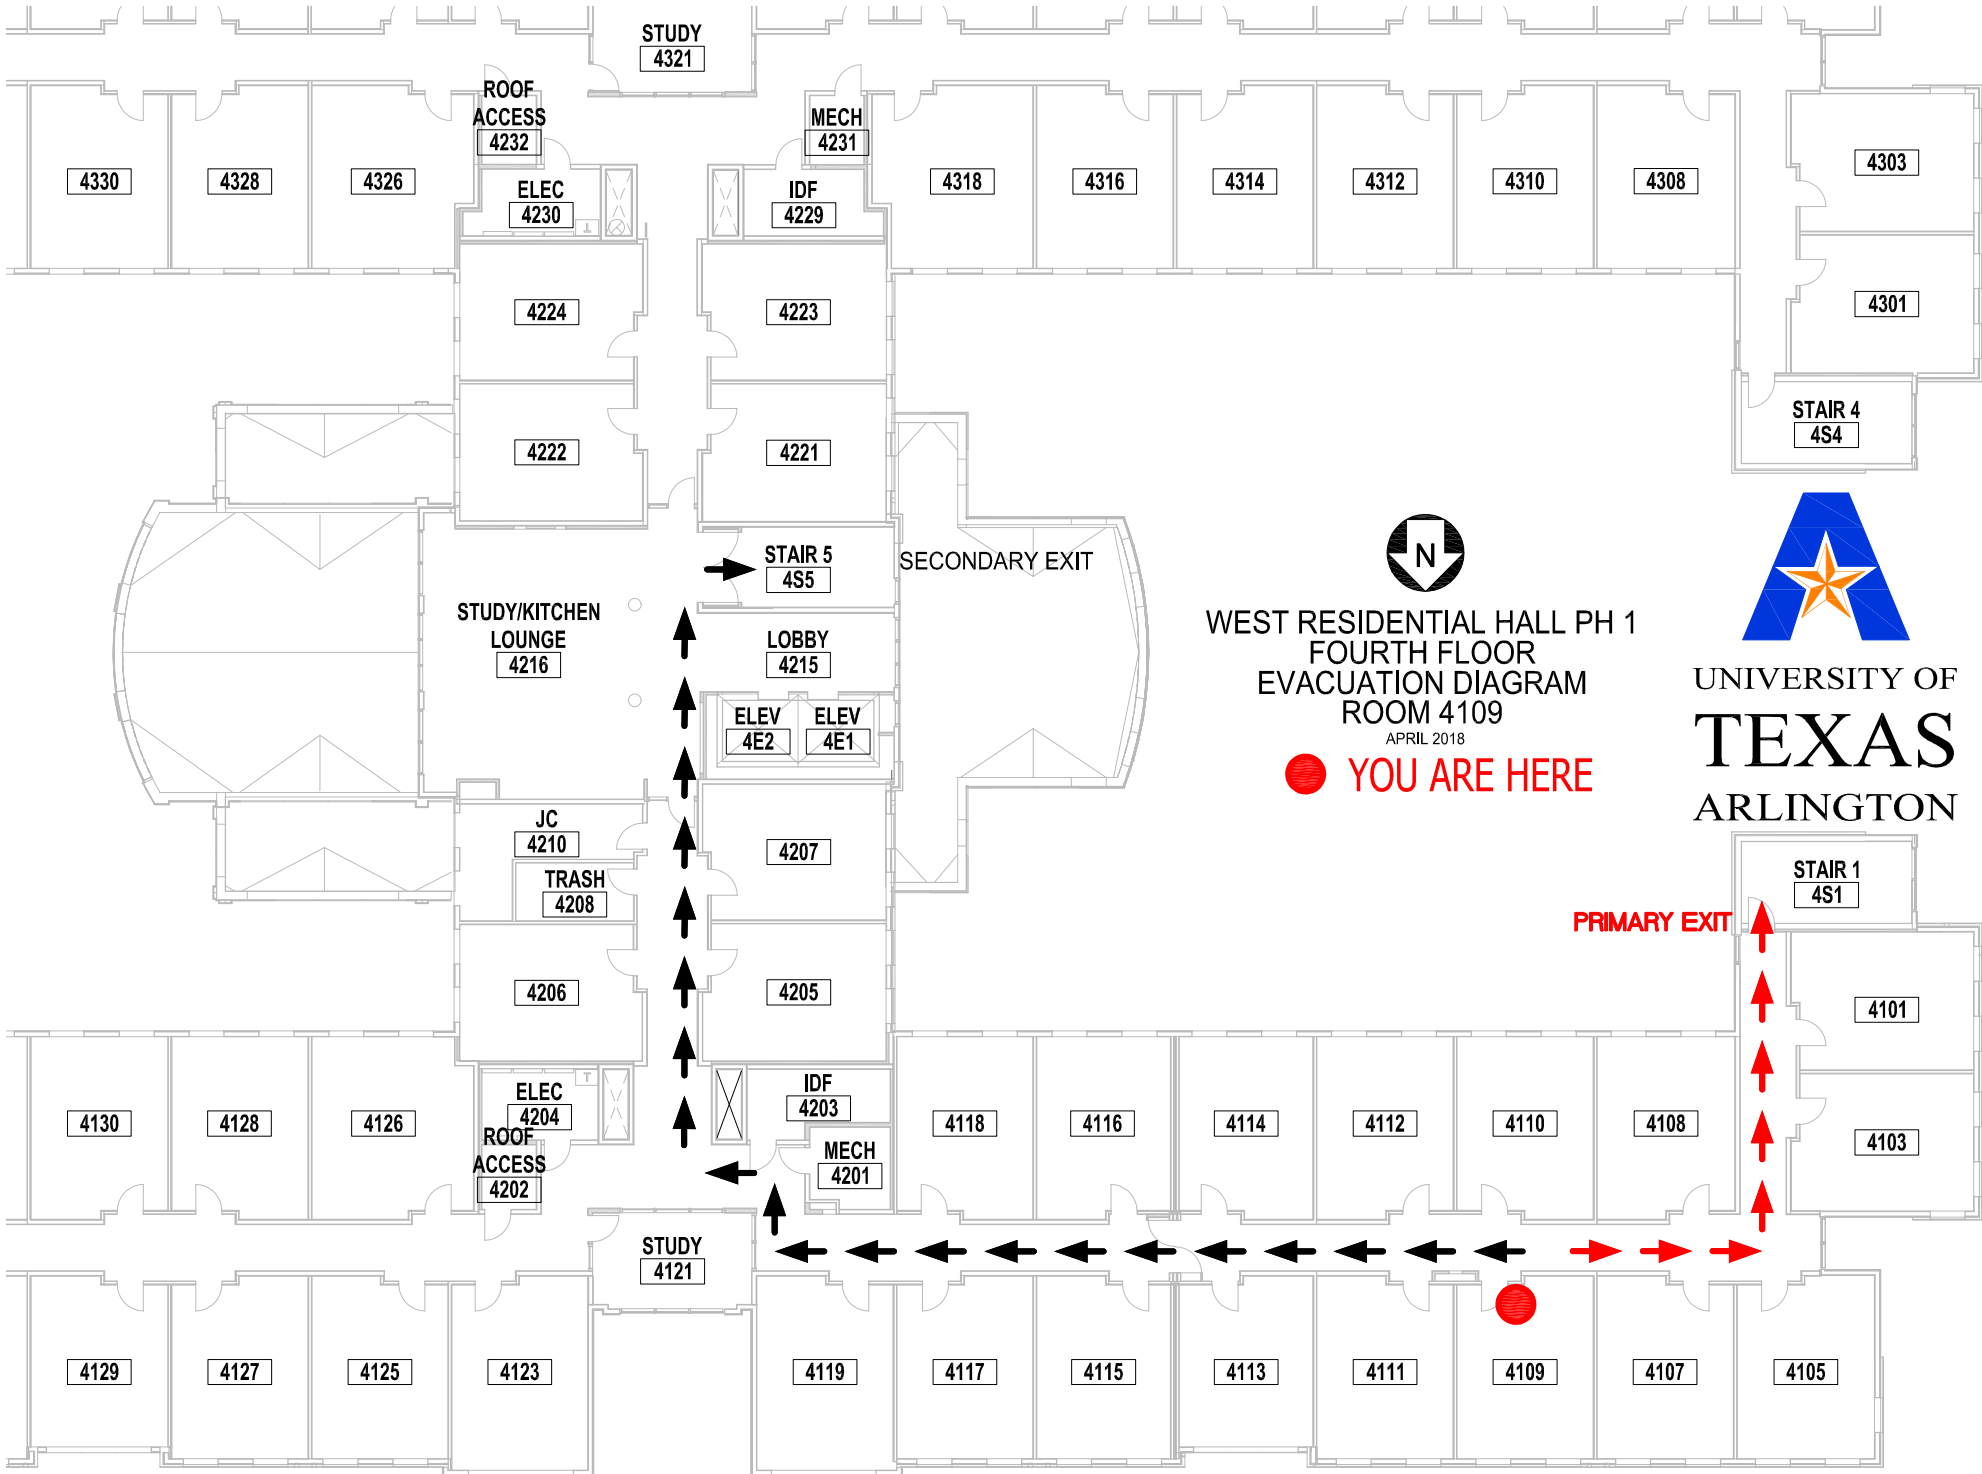 STUDY
4321
ROOF
ACCESS
4232
MECH
4231
4330
4328
4326
ELEC
4230
IDF
4229
4318
4316
4314
4312
4310
4308
4303
4224
4223
4301
4222
4221
STAIR 4
4S4
STAIR 5
4S5
SECONDARY EXIT
N
STUDY/KITCHEN
LOUNGE
4216
LOBBY
4215
ELEV
4E2
ELEV
4E1
WEST RESIDENTIAL HALL PH 1
FOURTH FLOOR
EVACUATION DIAGRAM
ROOM 4109
APRIL 2018
YOU ARE HERE
UNIVERSITY OF
TEXAS
ARLINGTON
JC
4210
TRASH
4208
4207
STAIR 1
4S1
PRIMARY EXIT
4206
4205
4101
4130
4128
4126
ELEC
4204
T
ROOF
ACCESS
4202
IDF
4203
MECH
4201
4118
4116
4114
4112
4110
4108
4103
STUDY
4121
4129
4127
4125
4123
4119
4117
4115
4113
4111
4109
4107
4105